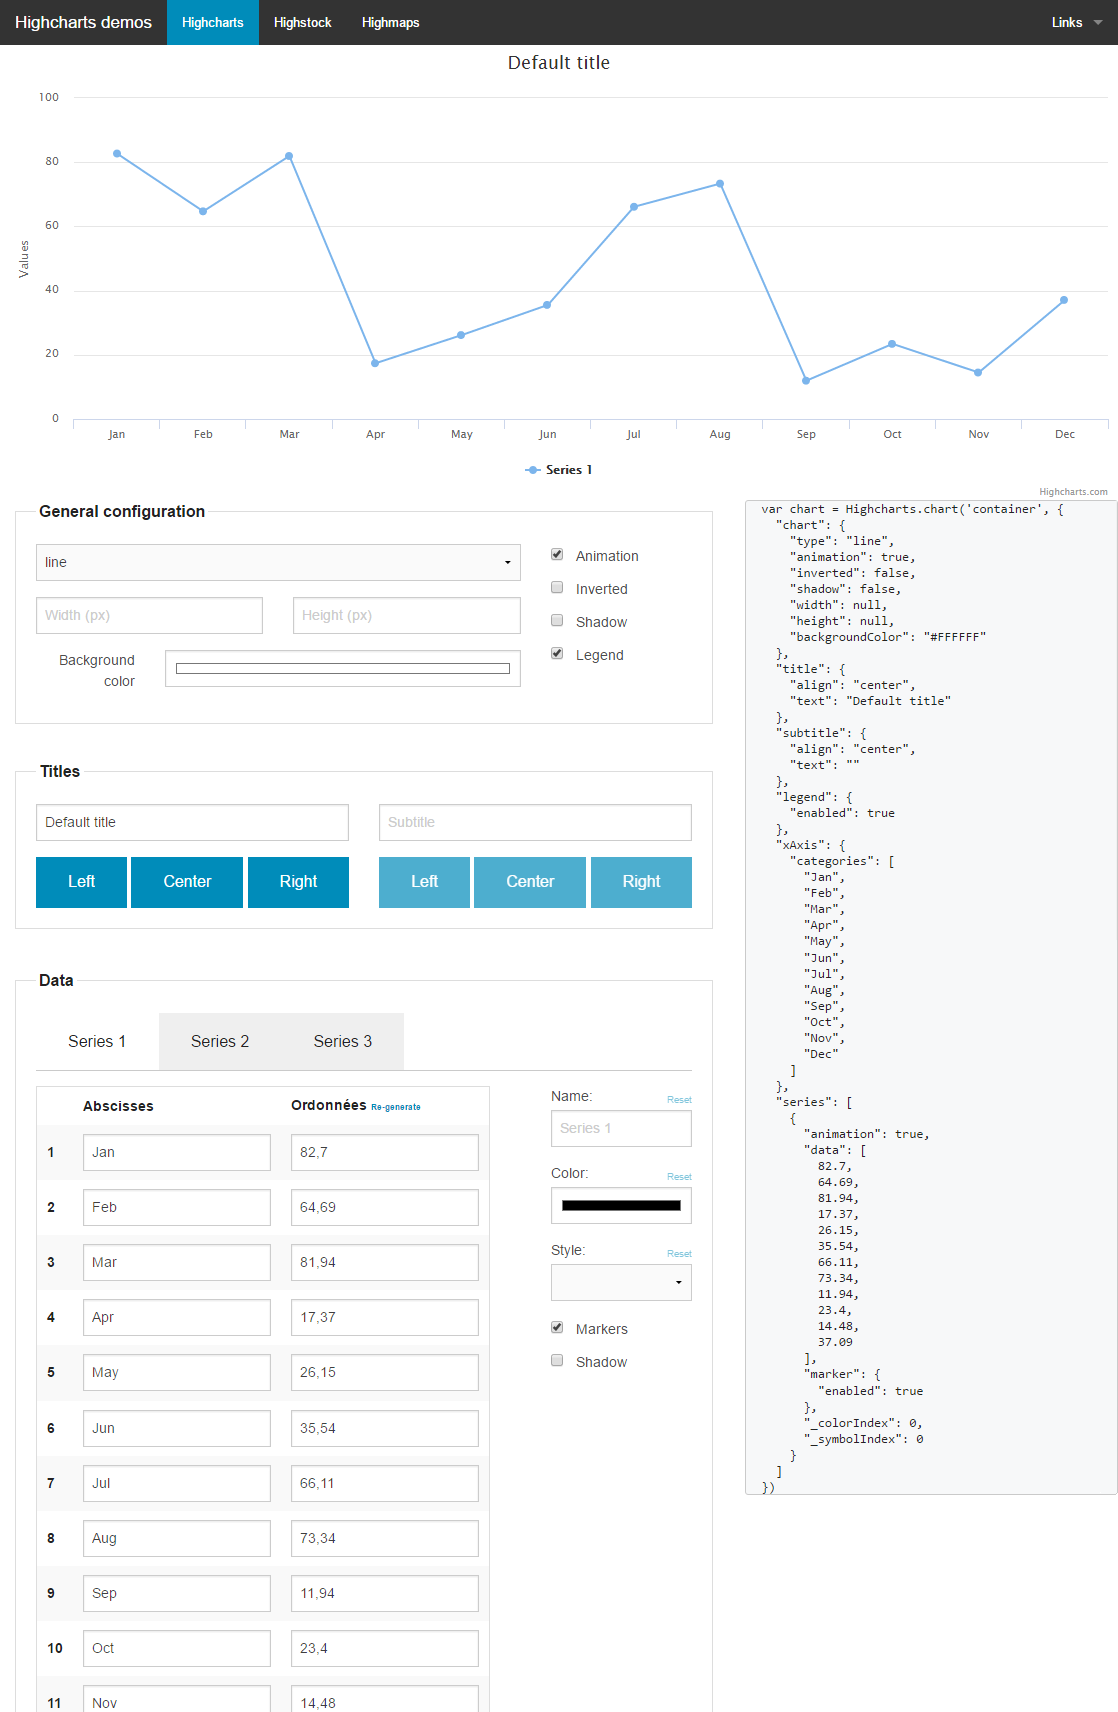 Highcharts demos Highcharts Highstock Highmaps Links
Default title
100
80
60
40
20
0
Values
Jan Feb Mar Apr May Jun Jul Aug Sep Oct Nov Dec
Series 1
Highcharts.com
General configuration
line
Width (px) Height (px)
Background
color
Animation
Inverted
Shadow
Legend
Titles
Default title Subtitle
Left Center Right Left Center Right
Data
Series 1 Series 2 Series 3
Abscisses Ordonnées Re-generate
1 Jan 82,7
2 Feb 64,69
3 Mar 81,94
4 Apr 17,37
5 May 26,15
6 Jun 35,54
7 Jul 66,11
8 Aug 73,34
9 Sep 11,94
10 Oct 23,4
11 Nov 14,48
Name: Reset
Series 1
Color: Reset
Style: Reset
Markers
Shadow
var chart = Highcharts.chart('container', {
"chart": {
"type": "line",
"animation": true,
"inverted": false,
"shadow": false,
"width": null,
"height": null,
"backgroundColor": "#FFFFFF"
},
"title": {
"align": "center",
"text": "Default title"
},
"subtitle": {
"align": "center",
"text": ""
},
"legend": {
"enabled": true
},
"xAxis": {
"categories": [
"Jan",
"Feb",
"Mar",
"Apr",
"May",
"Jun",
"Jul",
"Aug",
"Sep",
"Oct",
"Nov",
"Dec"
]
},
"series": [
{
"animation": true,
"data": [
82.7,
64.69,
81.94,
17.37,
26.15,
35.54,
66.11,
73.34,
11.94,
23.4,
14.48,
37.09
],
"marker": {
"enabled": true
},
"_colorIndex": 0,
"_symbolIndex": 0
}
]
})